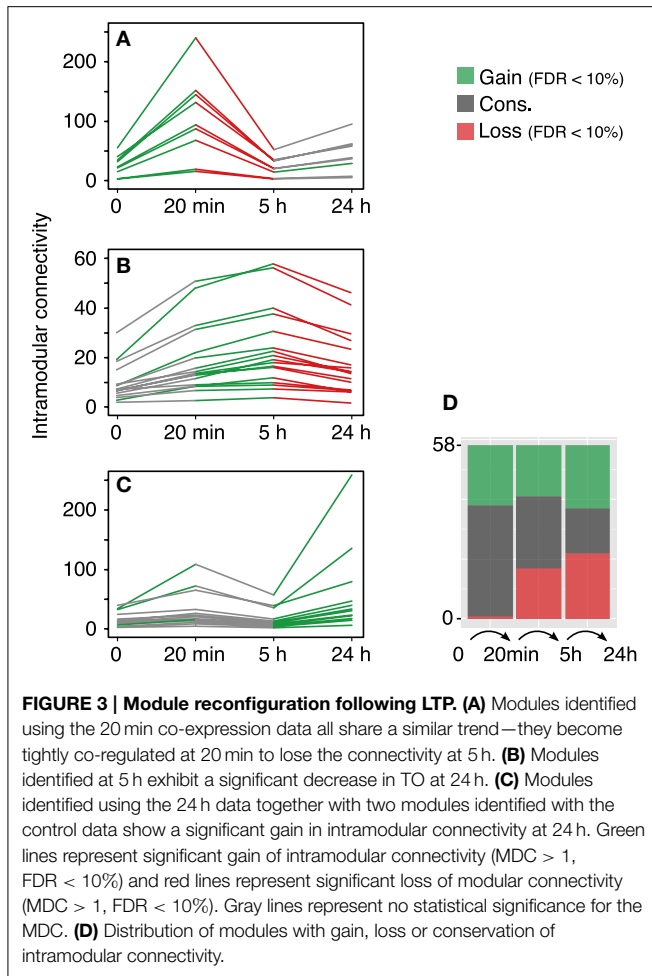 A
200
100
0
0 20 min 5 h 24 h
Gain (FDR < 10%)
Cons.
Loss (FDR < 10%)
Intramodular connectivity
B
60
40
20
0
0 20 min 5 h 24 h
C
200
100
0
0 20 min 5 h 24 h
D
58
0
0 20min 5h 24h
FIGURE 3 | Module reconfiguration following LTP. (A) Modules identified
using the 20 min co-expression data all share a similar trend—they become
tightly co-regulated at 20 min to lose the connectivity at 5 h. (B) Modules
identified at 5 h exhibit a significant decrease in TO at 24 h. (C) Modules
identified using the 24 h data together with two modules identified with the
control data show a significant gain in intramodular connectivity at 24 h. Green
lines represent significant gain of intramodular connectivity (MDC > 1,
FDR < 10%) and red lines represent significant loss of modular connectivity
(MDC > 1, FDR < 10%). Gray lines represent no statistical significance for the
MDC. (D) Distribution of modules with gain, loss or conservation of
intramodular connectivity.